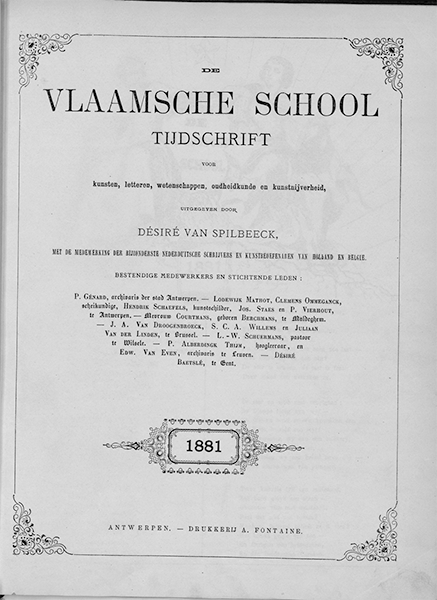 DE
VLAAMSCHE SCHOOL
TIJDSCHRIFT
VOOR
kunsten, letteren, wetenschappen, oudheidkunde en kunstnijverheid,
UITGEGEVEN DOOR
DÉSIRÉ VAN SPILBEECK,
MET DE MEDEWERKING DER BIJZONDERSTE NEDERDUITSCHE SCHRIJVERS EN KUNSTBEOEFENAREN VAN HOLLAND EN BELGIE.
BESTENDIGE MEDEWERKERS EN STICHTENDE LEDEN :
P. GÉNARD, archivaris der stad Antwerpen. — LODEWIJK MATHOT, CLEMENS OMMEGANCK,
scheikundige, HENDRIK SCHAEFELS, kunstschilder, JOS. STAES en P. VIERHOUT,
te Antwerpen. — Mevrouw COURTMANS, geboren BERCHMANS, te Maldeghem.
— J. A. VAN DROOGENBROECK, S. C. A. WILLEMS en JULIAAN
VAN DER LINDEN, te Brussel. — L.-W. SCHUERMANS, pastoor
te Wilsele. — P. ALBERDINGK THIJM, hoogleeraar, en
EDW. VAN EVEN, archivaris te Leuven. — DÉSIRÉ
BAETSLÉ, te Gent.
1881
ANTWERPEN. — DRUKKERIJ A. FONTAINE.